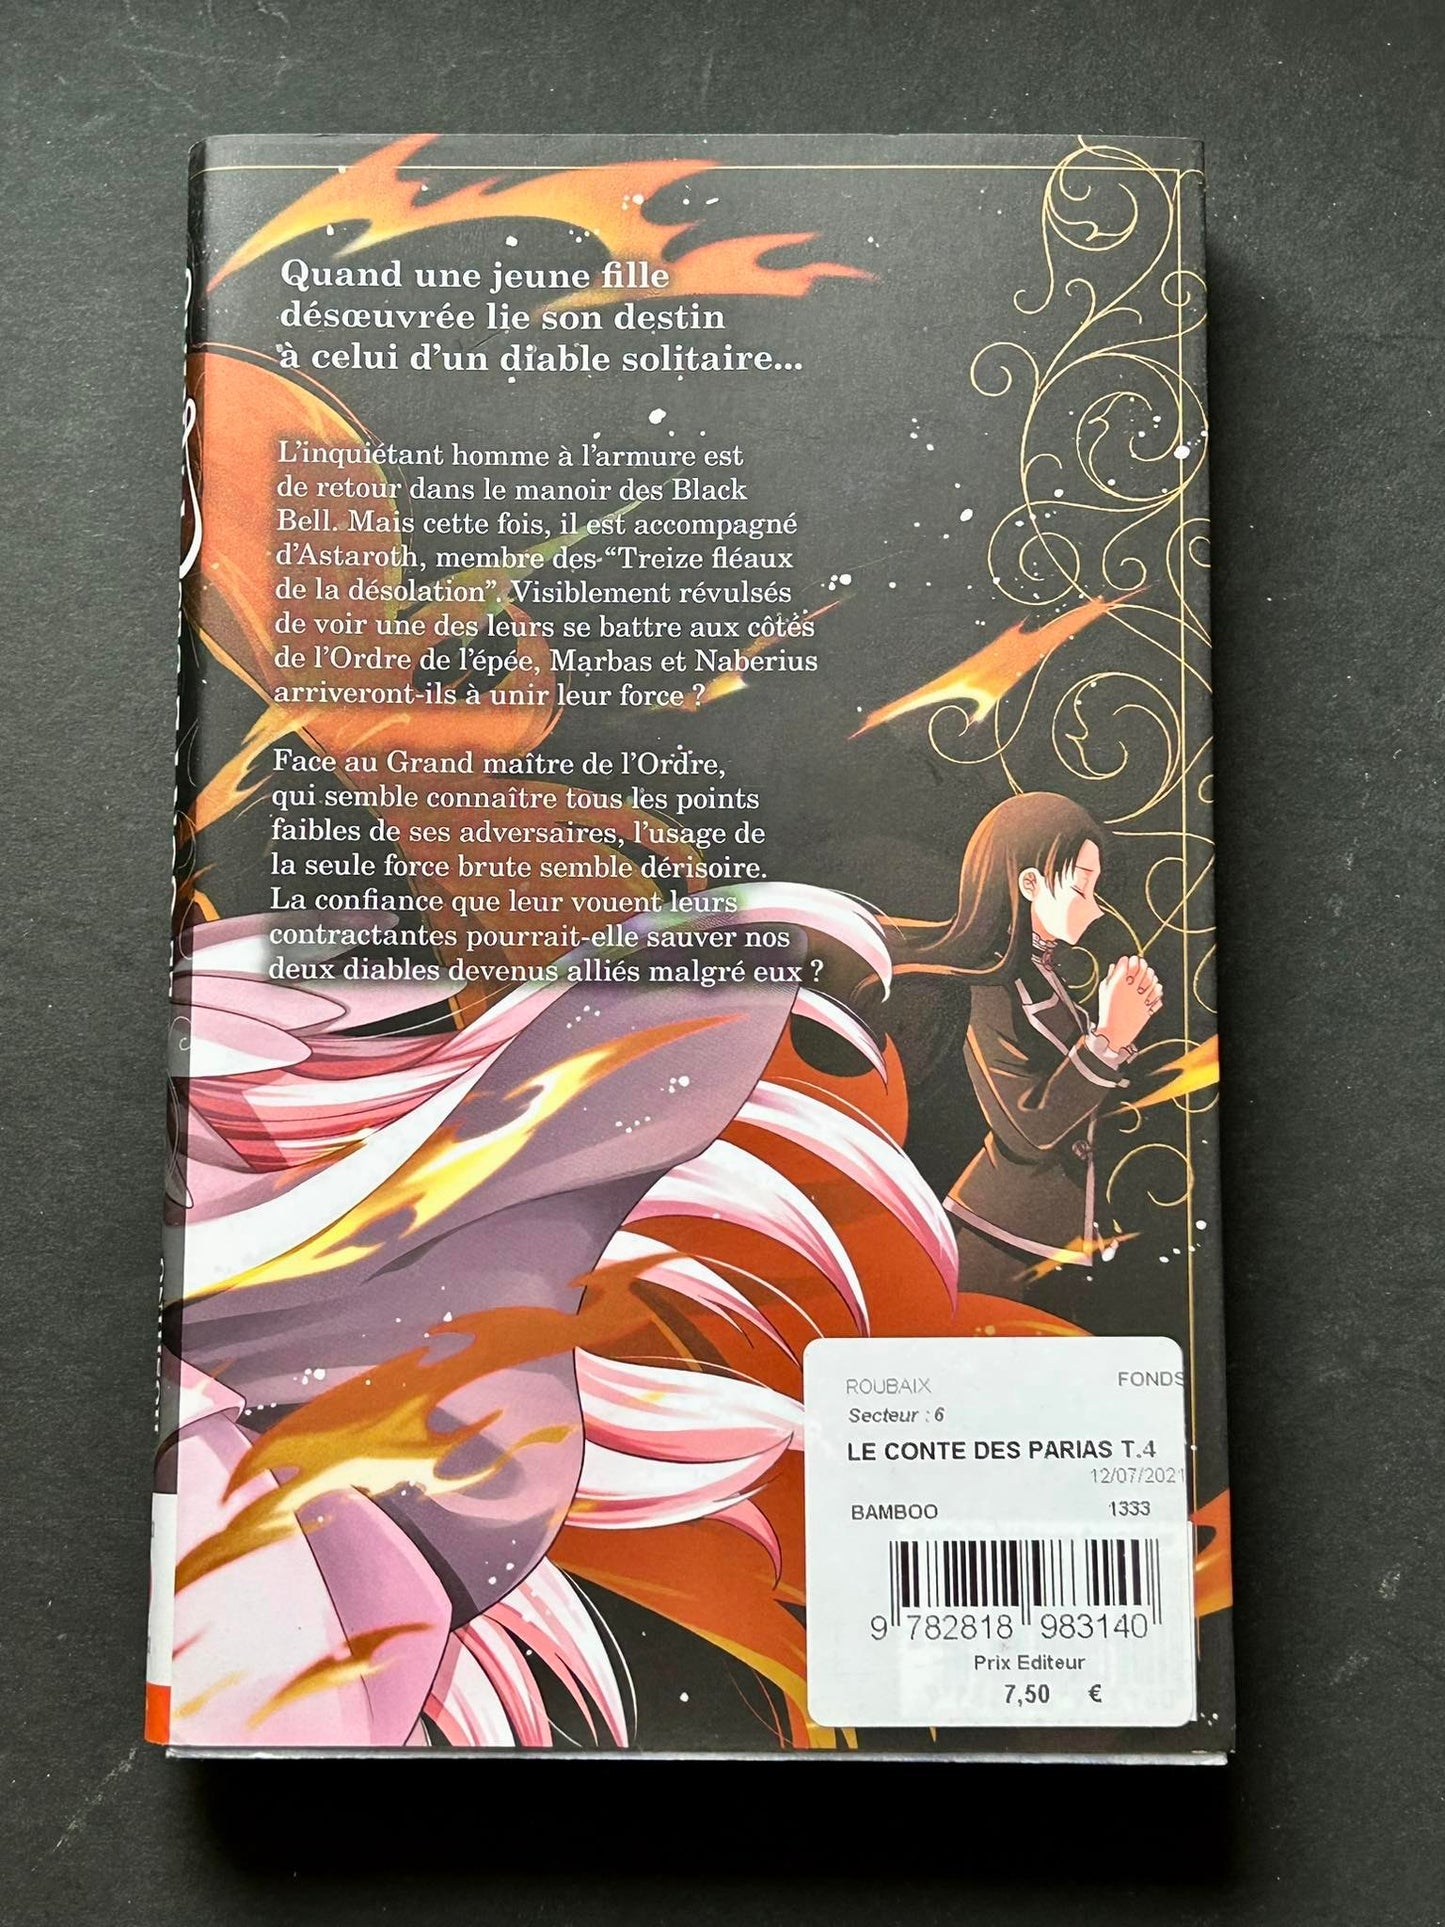 Quand une jeune fille
désœuvrée lie son destin
à celui d’un diable solitaire...
L’inquiétant homme à l’armure est
de retour dans le manoir des Black
Bell. Mais cette fois, il est accompagné
d’Astaroth, membre des “Treize fléaux
de la désolation”. Visiblement révulsés
de voir une des leurs se battre aux côtés
de l’Ordre de l’épée, Marbas et Naberius
arriveront-ils à unir leur force ?
Face au Grand maître de l’Ordre,
qui semble connaître tous les points
faibles de ses adversaires, l’usage de
la seule force brute semble dérisoire.
La confiance que leur vouent leurs
contractantes pourrait-elle sauver nos
deux diables devenus alliés malgré eux ?
ROUBAIX FONDS
Secteur : 6
LE CONTE DES PARIAS T.4
12/07/2021
BAMBOO 1333
9 782818 983140
Prix Editeur
7,50 €